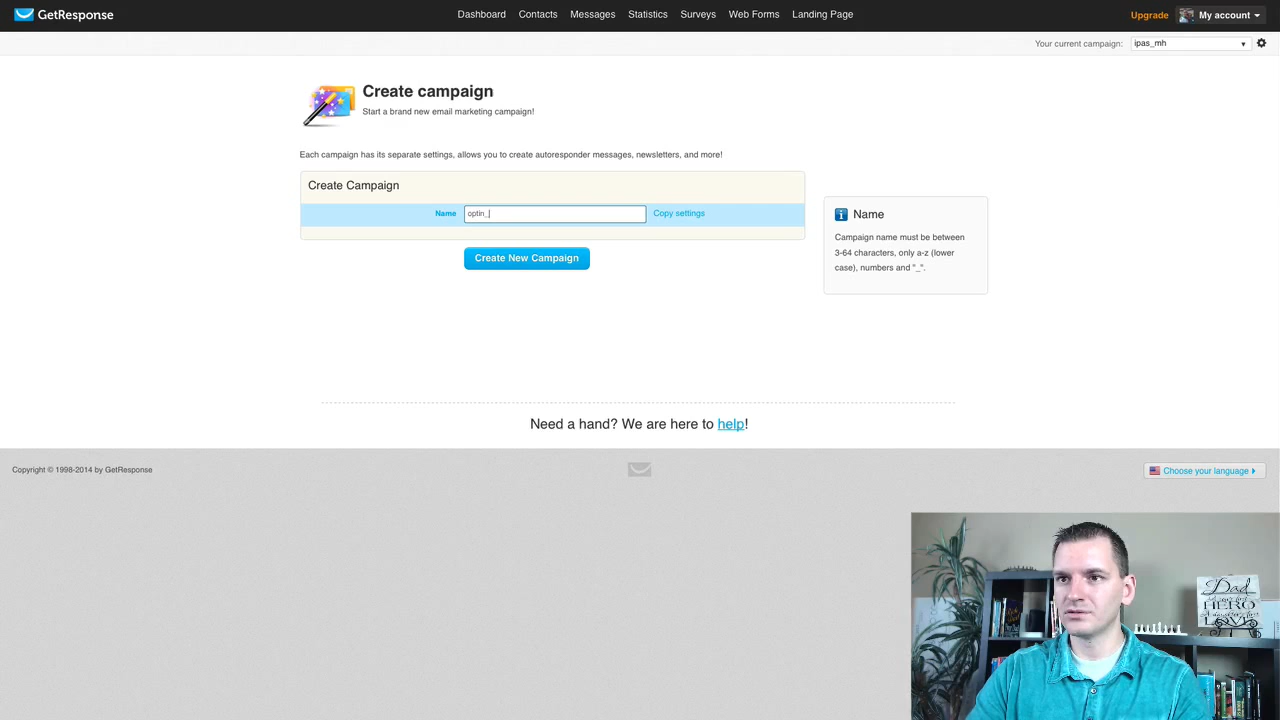 GetResponse
Dashboard Contacts Messages Statistics Surveys Web Forms Landing Page
Upgrade My account
Your current campaign: ipas_mh
Create campaign
Start a brand new email marketing campaign!
Each campaign has its separate settings, allows you to create autoresponder messages, newsletters, and more!
Create Campaign
Name optin_ Copy settings
Create New Campaign
Name
Campaign name must be between
3-64 characters, only a-z (lower
case), numbers and "_".
Need a hand? We are here to help!
Copyright © 1998-2014 by GetResponse
Choose your language
Dad
HERO